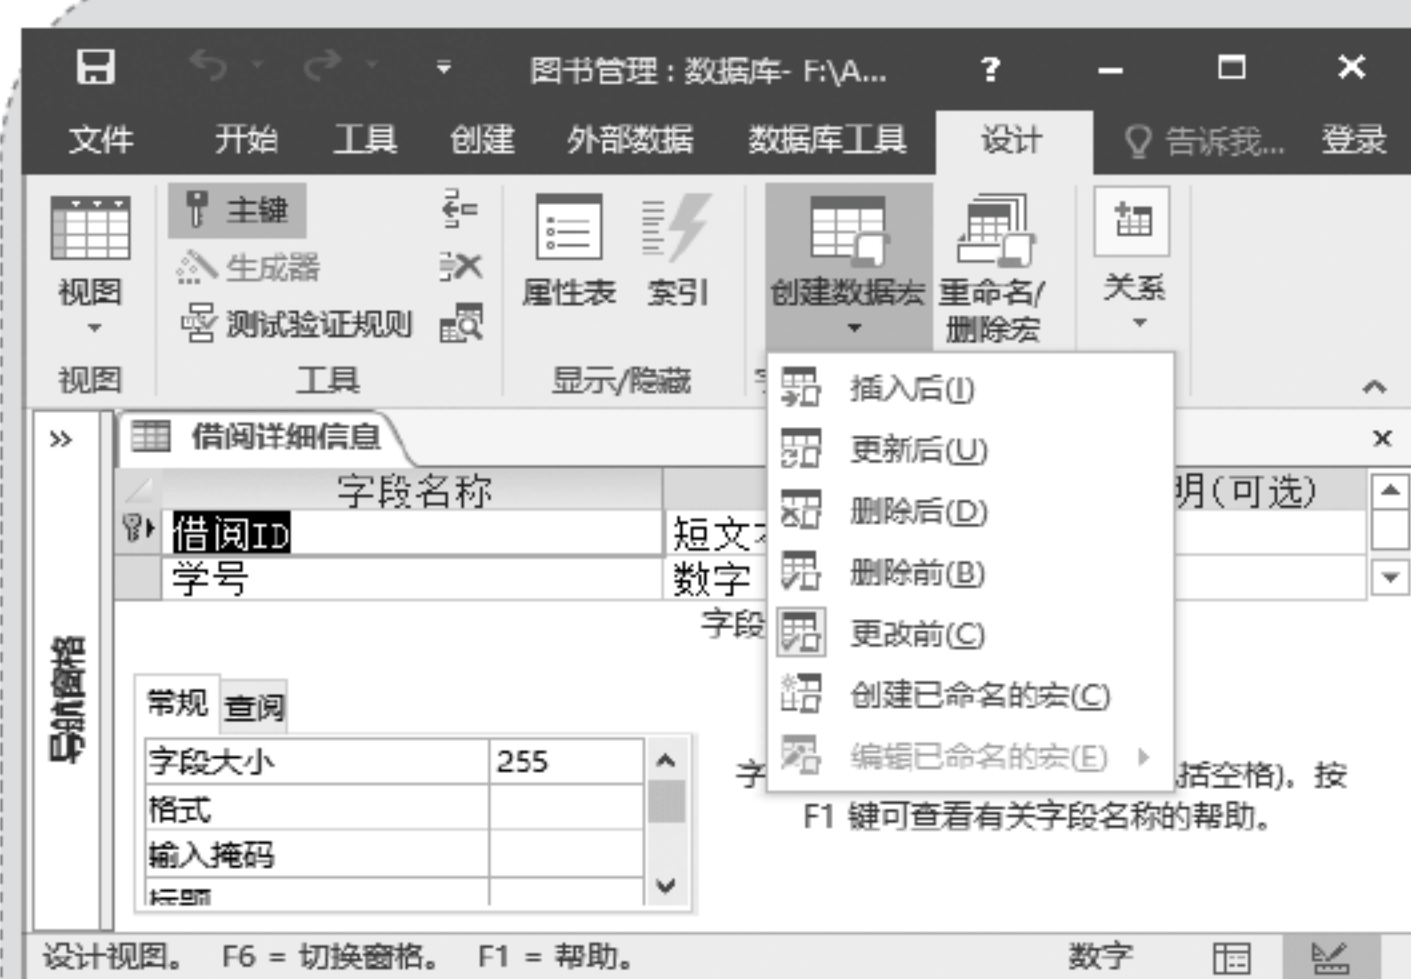 图书管理 : 数据库- F:\A... ?
文件 开始 工具 创建 外部数据 数据库工具 设计 告诉我... 登录
主键
生成器
测试验证规则
视图 属性表 索引 创建数据宏 重命名/ 关系
删除宏
视图 工具 显示/隐藏
插入后(I)
更新后(U)
删除后(D)
删除前(B)
更改前(C)
创建已命名的宏(C)
编辑已命名的宏(E)
借阅详细信息
字段名称 明(可选)
借阅ID 短文本
学号 数字
字段
导航窗格
常规 查阅
字段大小 255
格式
输入掩码
标题
字 括空格)。按
F1 键可查看有关字段名称的帮助。
设计视图。 F6 = 切换窗格。 F1 = 帮助。 数字